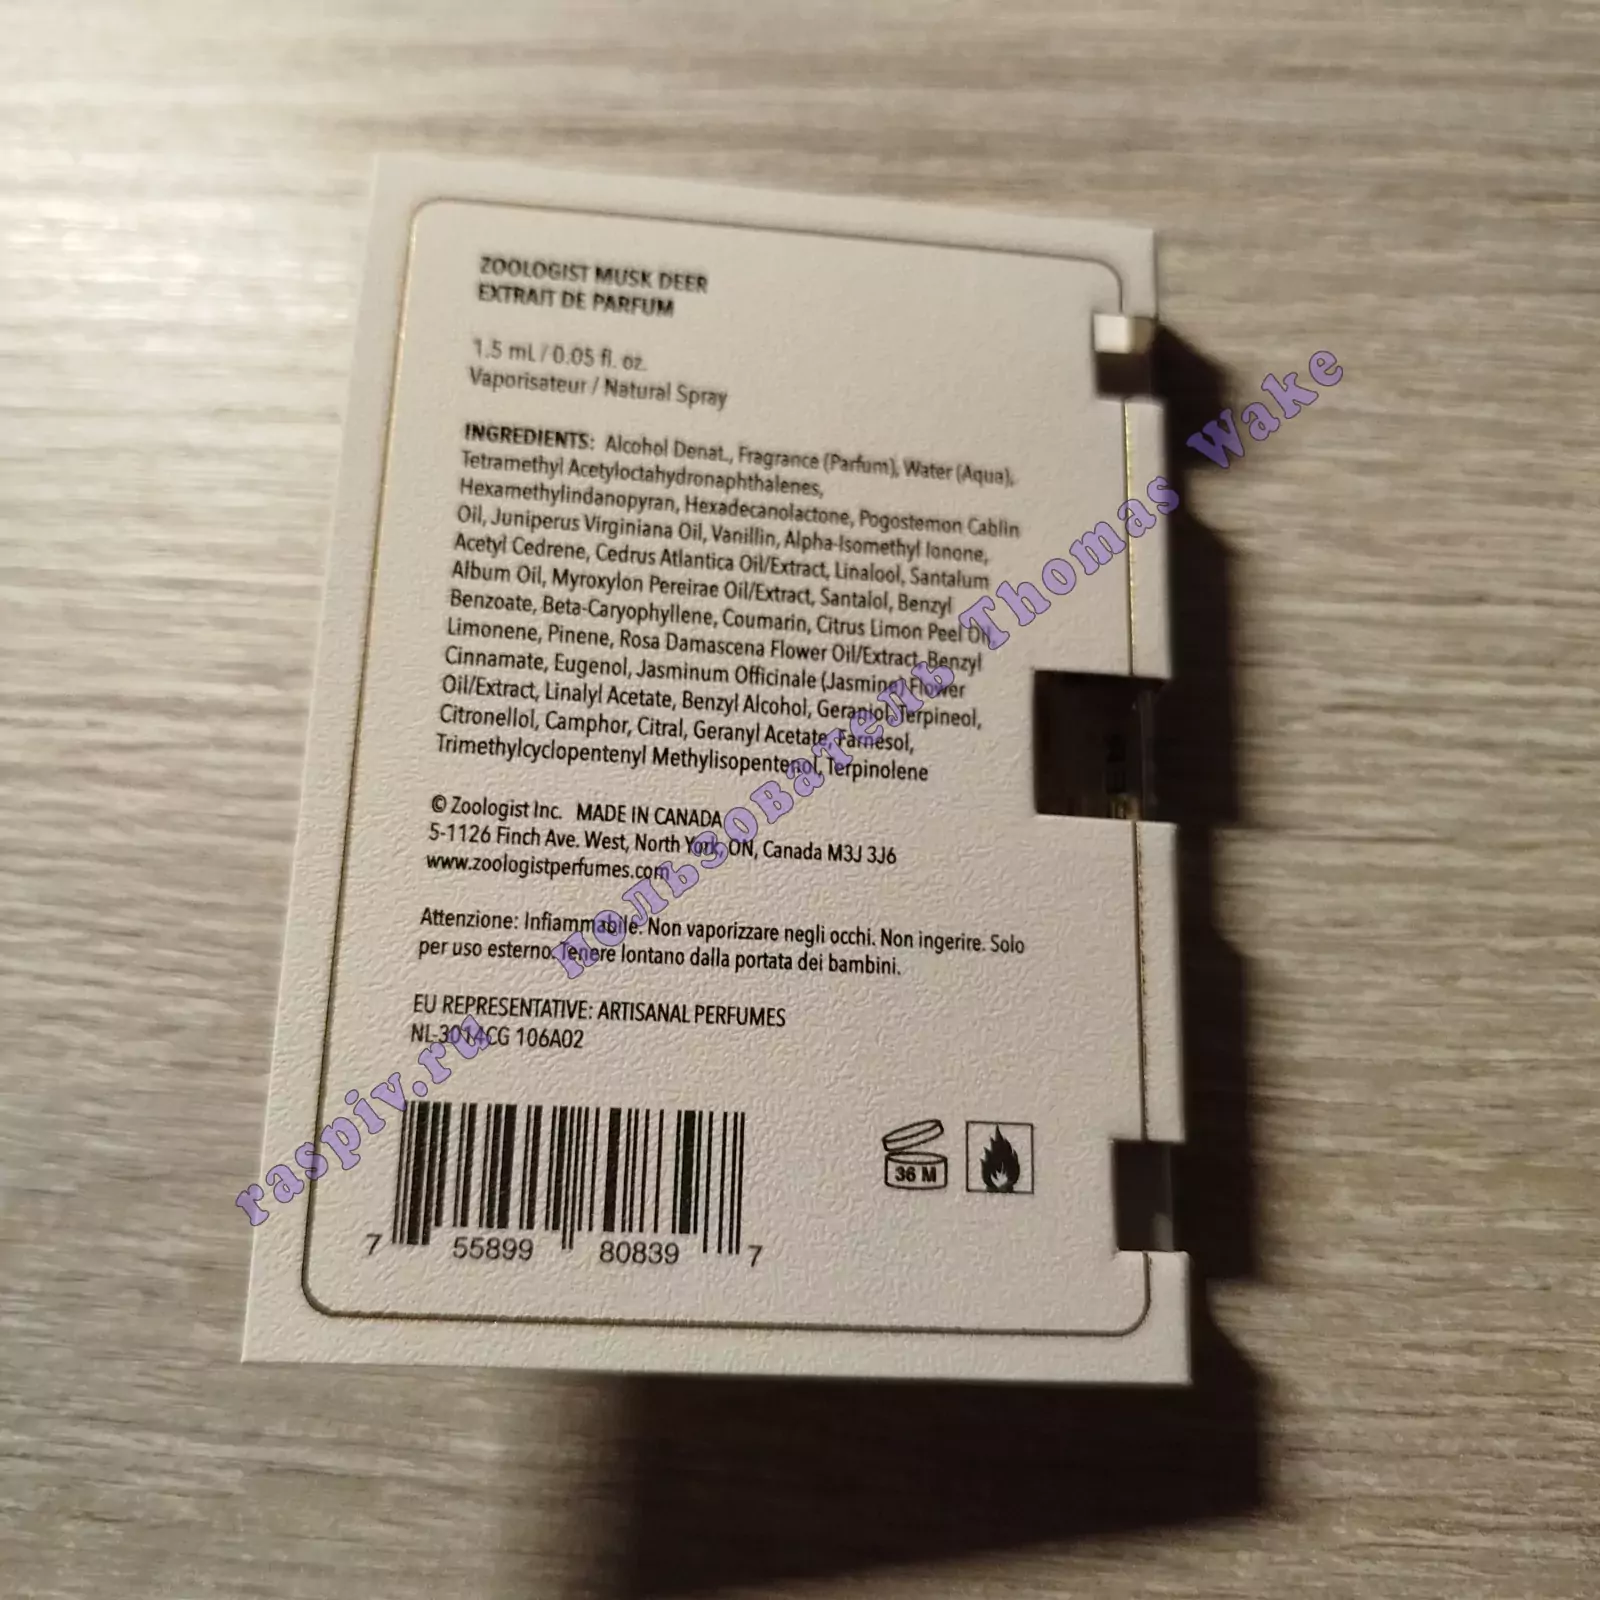 ZOOLOGIST MUSK DEER
EXTRAIT DE PARFUM
1.5 mL / 0.05 fl. oz.
Vaporisateur / Natural Spray
INGREDIENTS: Alcohol Denat., Fragrance (Parfum), Water (Aqua),
Tetramethyl Acetyloctahydronaphthalenes,
Hexamethylindanopyran, Hexadecanolactone, Pogostemon Cablin
Oil, Juniperus Virginiana Oil, Vanillin, Alpha-Isomethyl Ionone,
Acetyl Cedrene, Cedrus Atlantica Oil/Extract, Linalool, Santalum
Album Oil, Myroxylon Pereirae Oil/Extract, Santalol, Benzyl
Benzoate, Beta-Caryophyllene, Coumarin, Citrus Limon Peel Oil,
Limonene, Pinene, Rosa Damascena Flower Oil/Extract, Benzyl
Cinnamate, Eugenol, Jasminum Officinale (Jasmine) Flower
Oil/Extract, Linalyl Acetate, Benzyl Alcohol, Geraniol, Terpineol,
Citronellol, Camphor, Citral, Geranyl Acetate, Farnesol,
Trimethylcyclopentenyl Methylisopentenol, Terpinolene
© Zoologist Inc. MADE IN CANADA
5-1126 Finch Ave. West, North York, ON, Canada M3J 3J6
www.zoologistperfumes.com
Attenzione: Infiammabile. Non vaporizzare negli occhi. Non ingerire. Solo
per uso esterno. Tenere lontano dalla portata dei bambini.
EU REPRESENTATIVE: ARTISANAL PERFUMES
NL-3014CG 106A02
7 55899 80839 7
36 M
raspiv.ru пользователь Thomas Wake